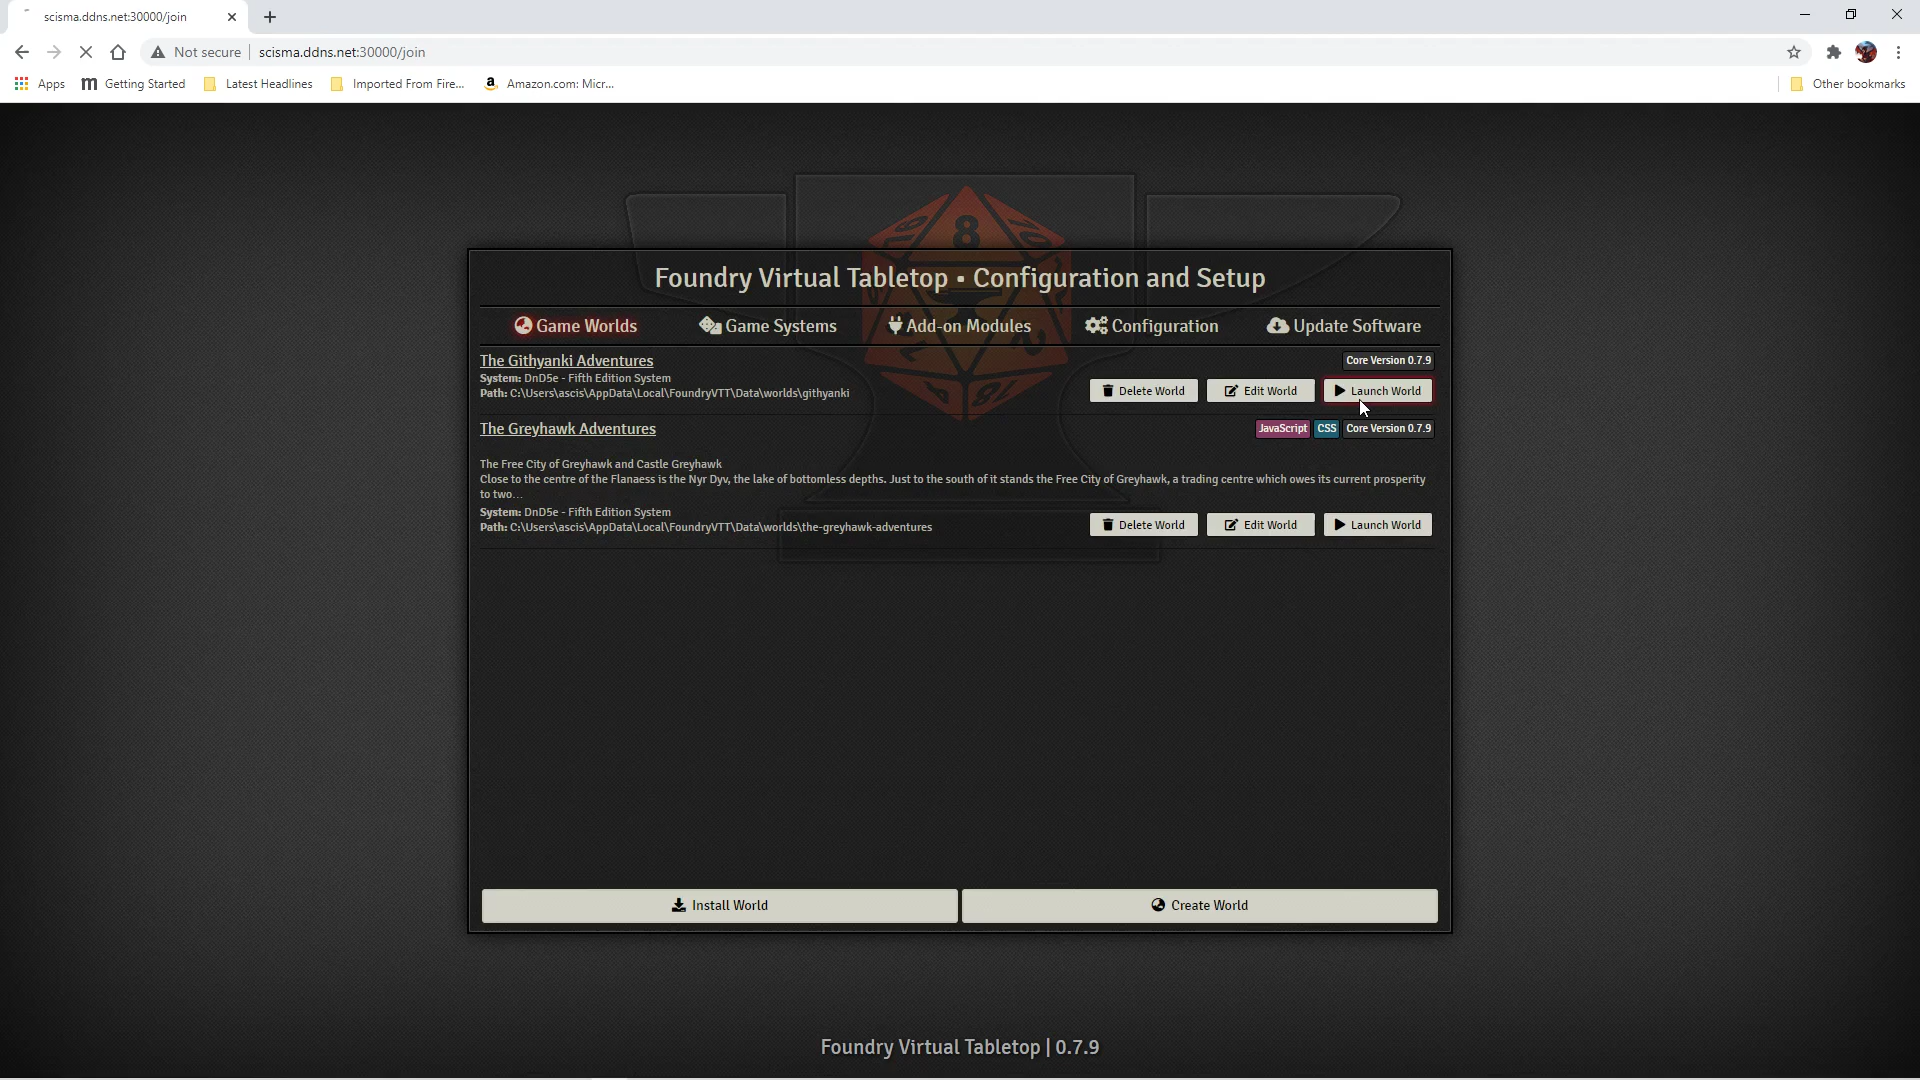 scisma.ddns.net:30000/join
Not secure scisma.ddns.net:30000/join
Apps Getting Started Latest Headlines Imported From Fire... Amazon.com: Micr... Other bookmarks
Foundry Virtual Tabletop • Configuration and Setup
Game Worlds Game Systems Add-on Modules Configuration Update Software
The Githyanki Adventures Core Version 0.7.9
System: DnD5e - Fifth Edition System
Path: C:\Users\ascis\AppData\Local\FoundryVTT\Data\worlds\githyanki
Delete World Edit World Launch World
The Greyhawk Adventures JavaScript CSS Core Version 0.7.9
The Free City of Greyhawk and Castle Greyhawk
Close to the centre of the Flanaess is the Nyr Dyv, the lake of bottomless depths. Just to the south of it stands the Free City of Greyhawk, a trading centre which owes its current prosperity
to two...
System: DnD5e - Fifth Edition System
Path: C:\Users\ascis\AppData\Local\FoundryVTT\Data\worlds\the-greyhawk-adventures
Delete World Edit World Launch World
Install World Create World
Foundry Virtual Tabletop | 0.7.9